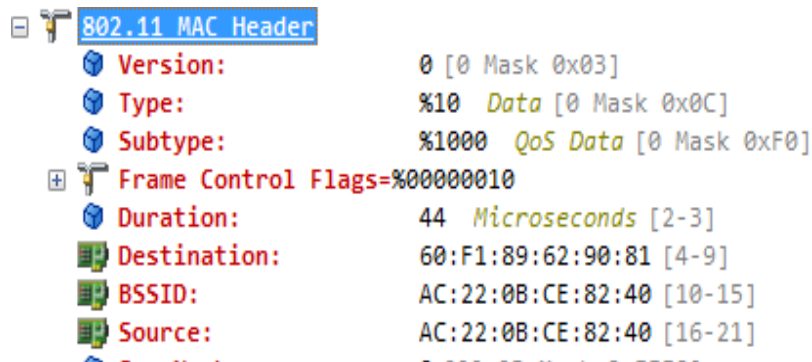 802.11 MAC Header
Version: 0 [0 Mask 0x03]
Type: %10 Data [0 Mask 0x0C]
Subtype: %1000 QoS Data [0 Mask 0xF0]
Frame Control Flags=%00000010
Duration: 44 Microseconds [2-3]
Destination: 60:F1:89:62:90:81 [4-9]
BSSID: AC:22:0B:CE:82:40 [10-15]
Source: AC:22:0B:CE:82:40 [16-21]